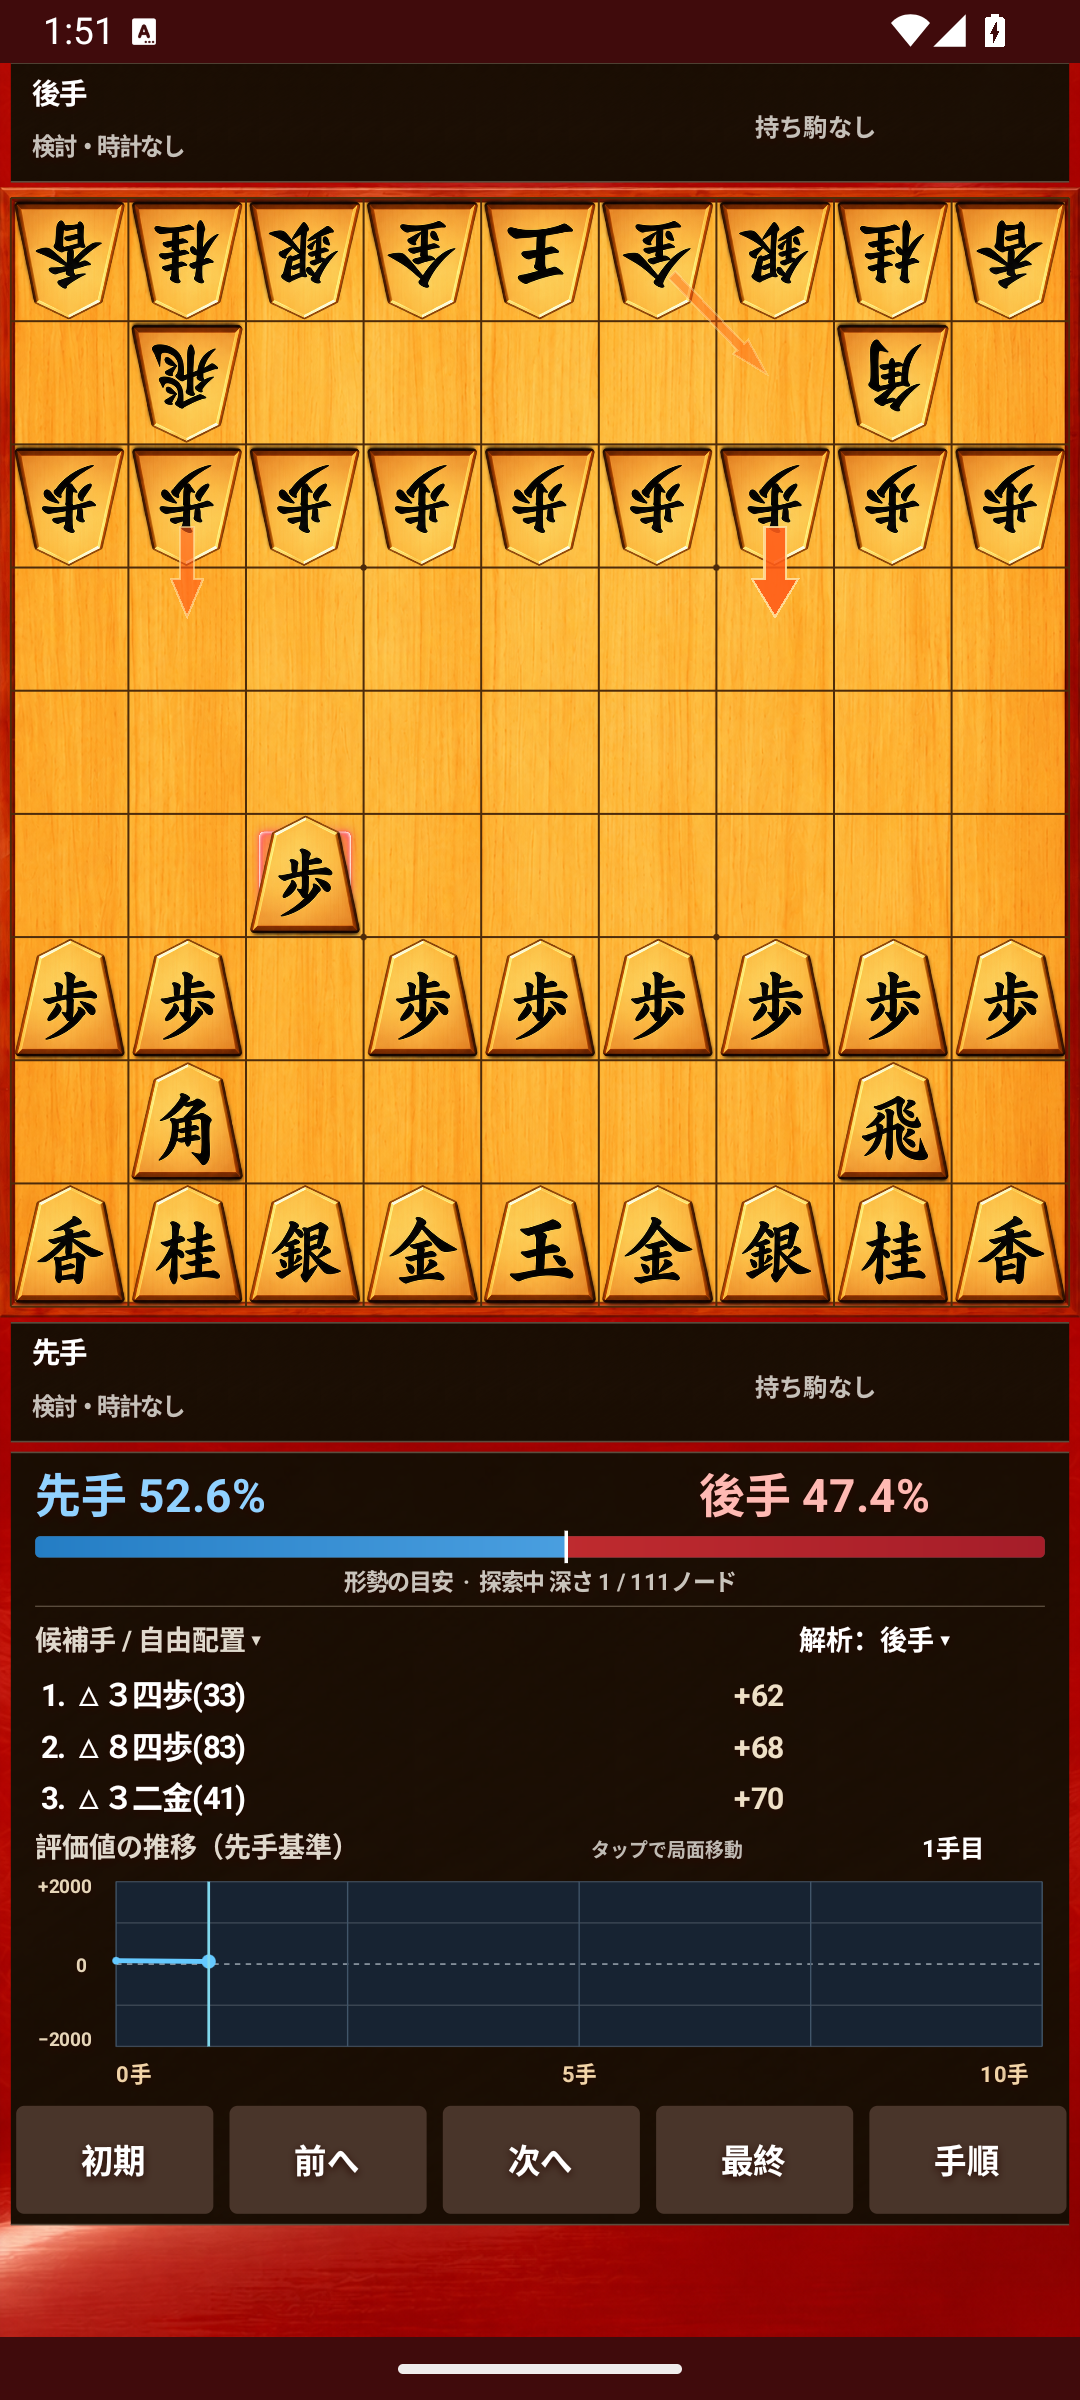 1:51
後手
検討・時計なし
持ち駒なし
香 桂 銀 金 王 金 銀 桂 香
飛 角
歩 歩 歩 歩 歩 歩 歩 歩 歩
歩
歩 歩 歩 歩 歩 歩 歩 歩
角 飛
香 桂 銀 金 玉 金 銀 桂 香
先手
検討・時計なし
持ち駒なし
先手 52.6% 後手 47.4%
形勢の目安 · 探索中 深さ 1 / 111ノード
候補手 / 自由配置 ▾ 解析：後手 ▾
1. △３四歩(33) +62
2. △８四歩(83) +68
3. △３二金(41) +70
評価値の推移（先手基準） タップで局面移動 1手目
+2000
0
−2000
0手 5手 10手
初期 前へ 次へ 最終 手順